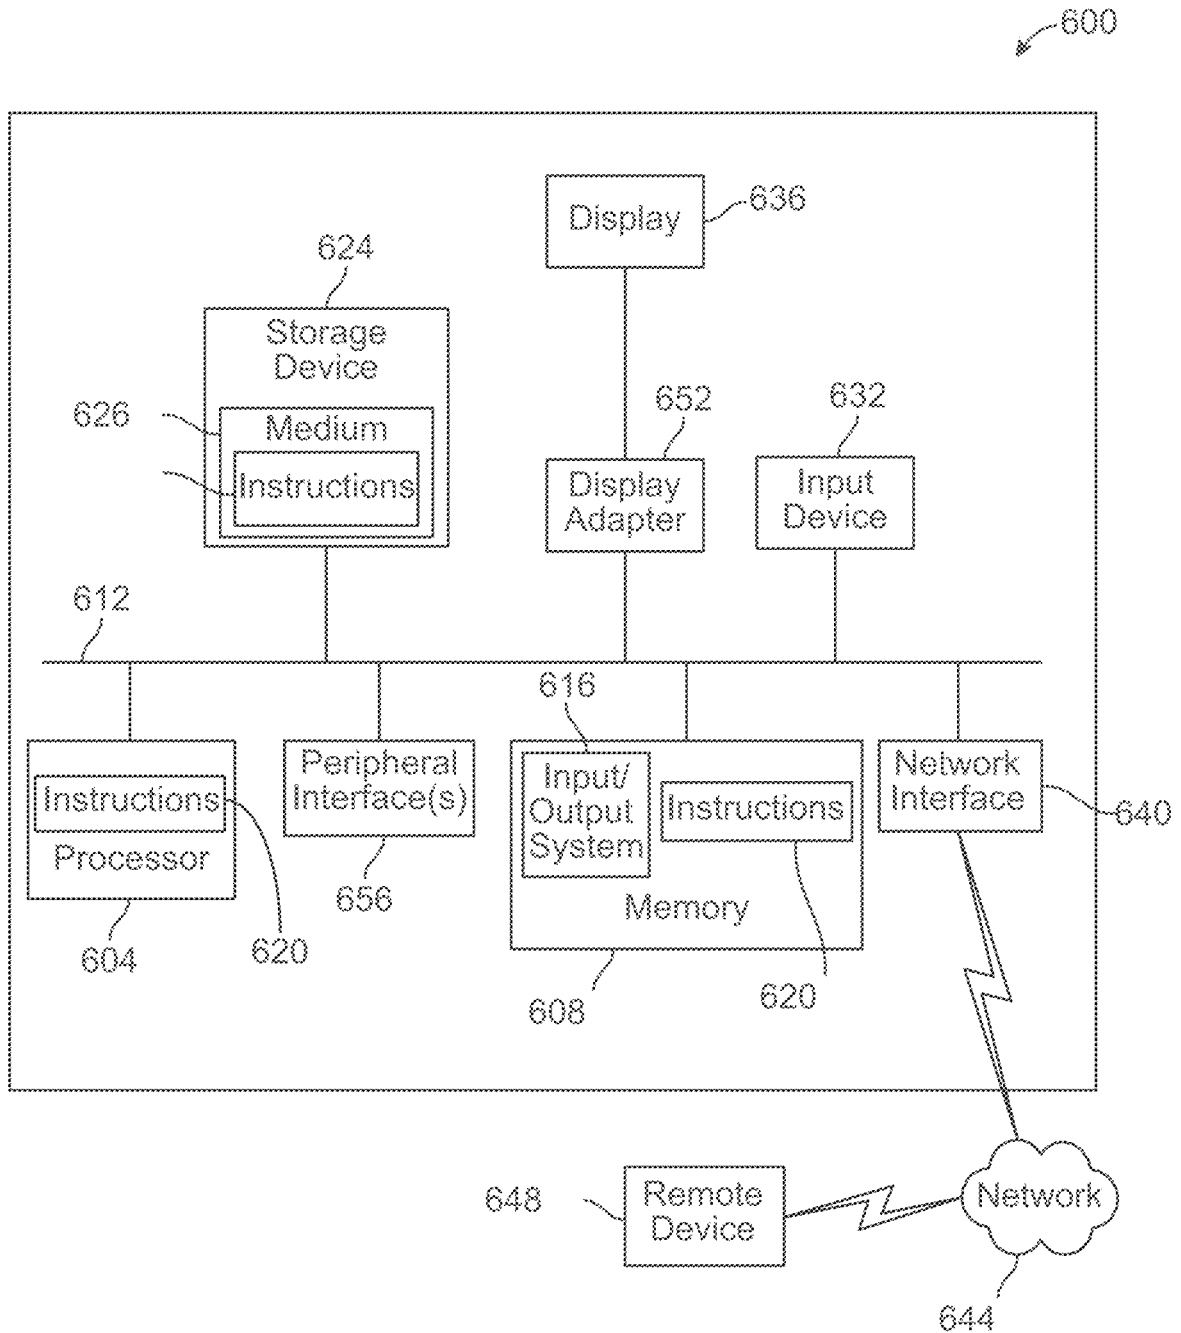 600
Display
636
624
Storage
Device
626
Medium
Instructions
652
Display
Adapter
632
Input
Device
612
616
Instructions
Processor
604
620
Peripheral
Interface(s)
656
Input/
Output
System
Instructions
Memory
608
620
Network
Interface
640
648
Remote
Device
Network
644